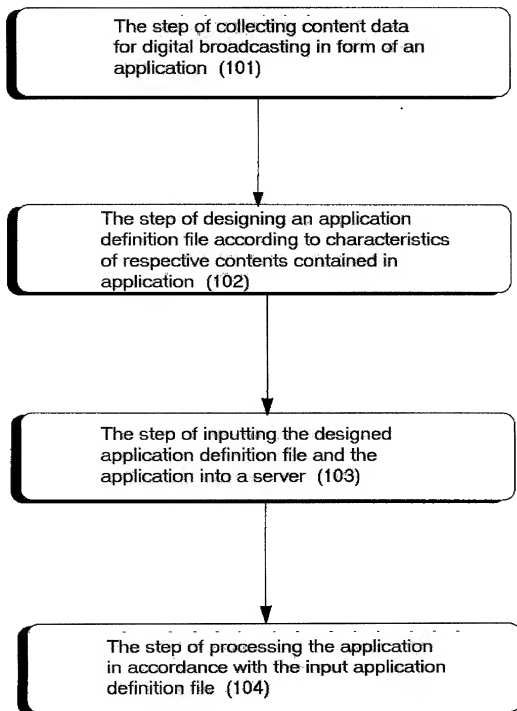 The step of collecting content data
for digital broadcasting in form of an
application (101)
The step of designing an application
definition file according to characteristics
of respective contents contained in
application (102)
The step of inputting the designed
application definition file and the
application into a server (103)
The step of processing the application
in accordance with the input application
definition file (104)